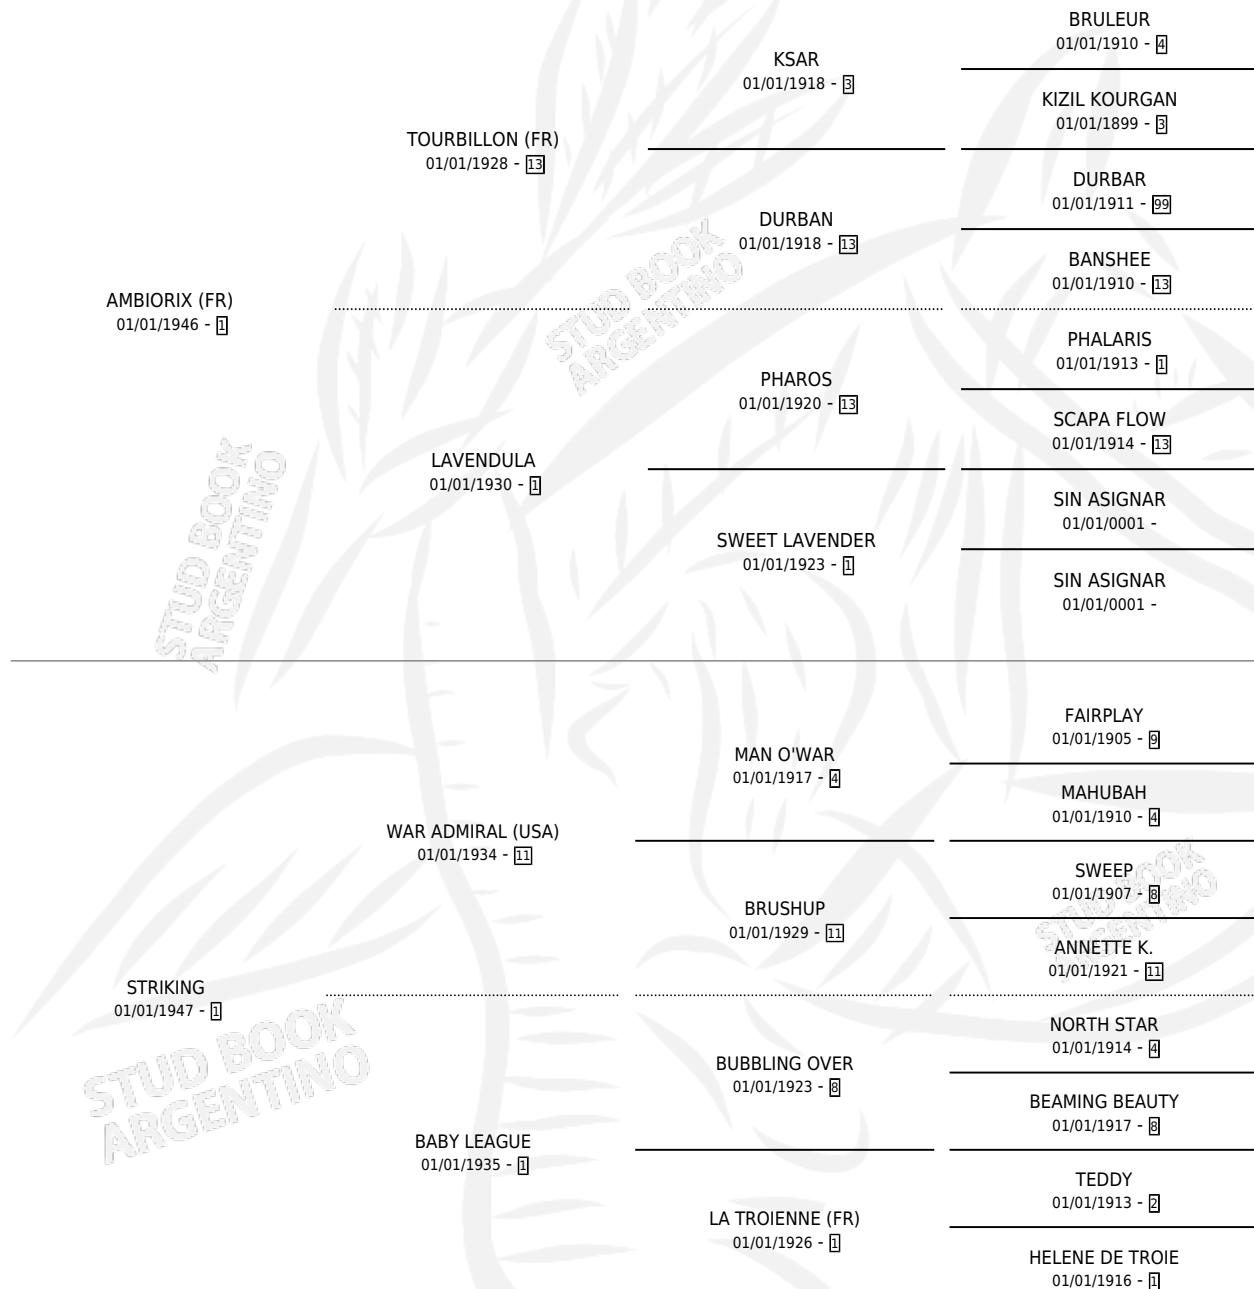 BRULEUR
01/01/1910 - 4
KSAR
01/01/1918 - 3
KIZIL KOURGAN
01/01/1899 - 3
TOURBILLON (FR)
01/01/1928 - 13
DURBAR
01/01/1911 - 99
DURBAN
01/01/1918 - 13
BANSHEE
01/01/1910 - 13
AMBIORIX (FR)
01/01/1946 - 1
STUD BOOK
ARGENTINO
PHALARIS
01/01/1913 - 1
PHAROS
01/01/1920 - 13
SCAPA FLOW
01/01/1914 - 13
LAVENDULA
01/01/1930 - 1
SIN ASIGNAR
01/01/0001 -
SWEET LAVENDER
01/01/1923 - 1
SIN ASIGNAR
01/01/0001 -
STUD BOOK
ARGENTINO
FAIRPLAY
01/01/1905 - 9
MAN O'WAR
01/01/1917 - 4
MAHUBAH
01/01/1910 - 4
WAR ADMIRAL (USA)
01/01/1934 - 11
SWEEP
01/01/1907 - 8
BRUSHUP
01/01/1929 - 11
STUD BOOK
ARGENTINO
ANNETTE K.
01/01/1921 - 11
STRIKING
01/01/1947 - 1
NORTH STAR
01/01/1914 - 4
BUBBLING OVER
01/01/1923 - 8
STUD BOOK
ARGENTINO
BEAMING BEAUTY
01/01/1917 - 8
BABY LEAGUE
01/01/1935 - 1
TEDDY
01/01/1913 - 2
LA TROIENNE (FR)
01/01/1926 - 1
HELENE DE TROIE
01/01/1916 - 1